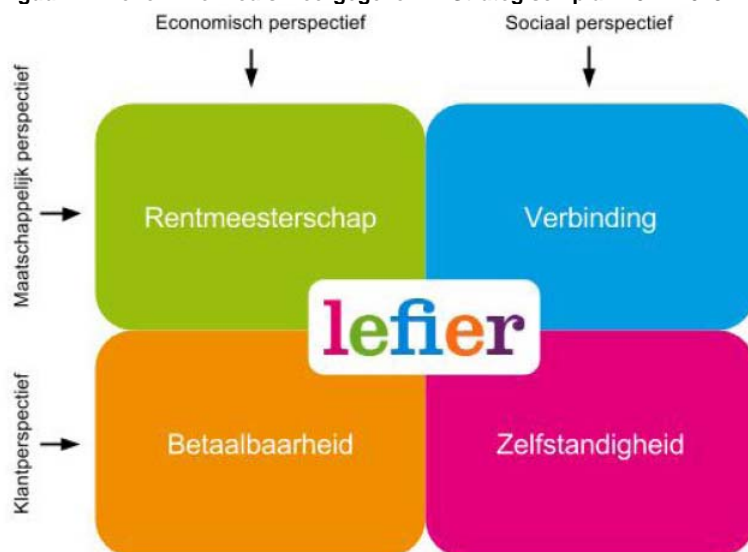 Economisch perspectief
Sociaal perspectief
Maatschappelijk perspectief
Rentmeesterschap
Verbinding
lefier
Klantperspectief
Betaalbaarheid
Zelfstandigheid